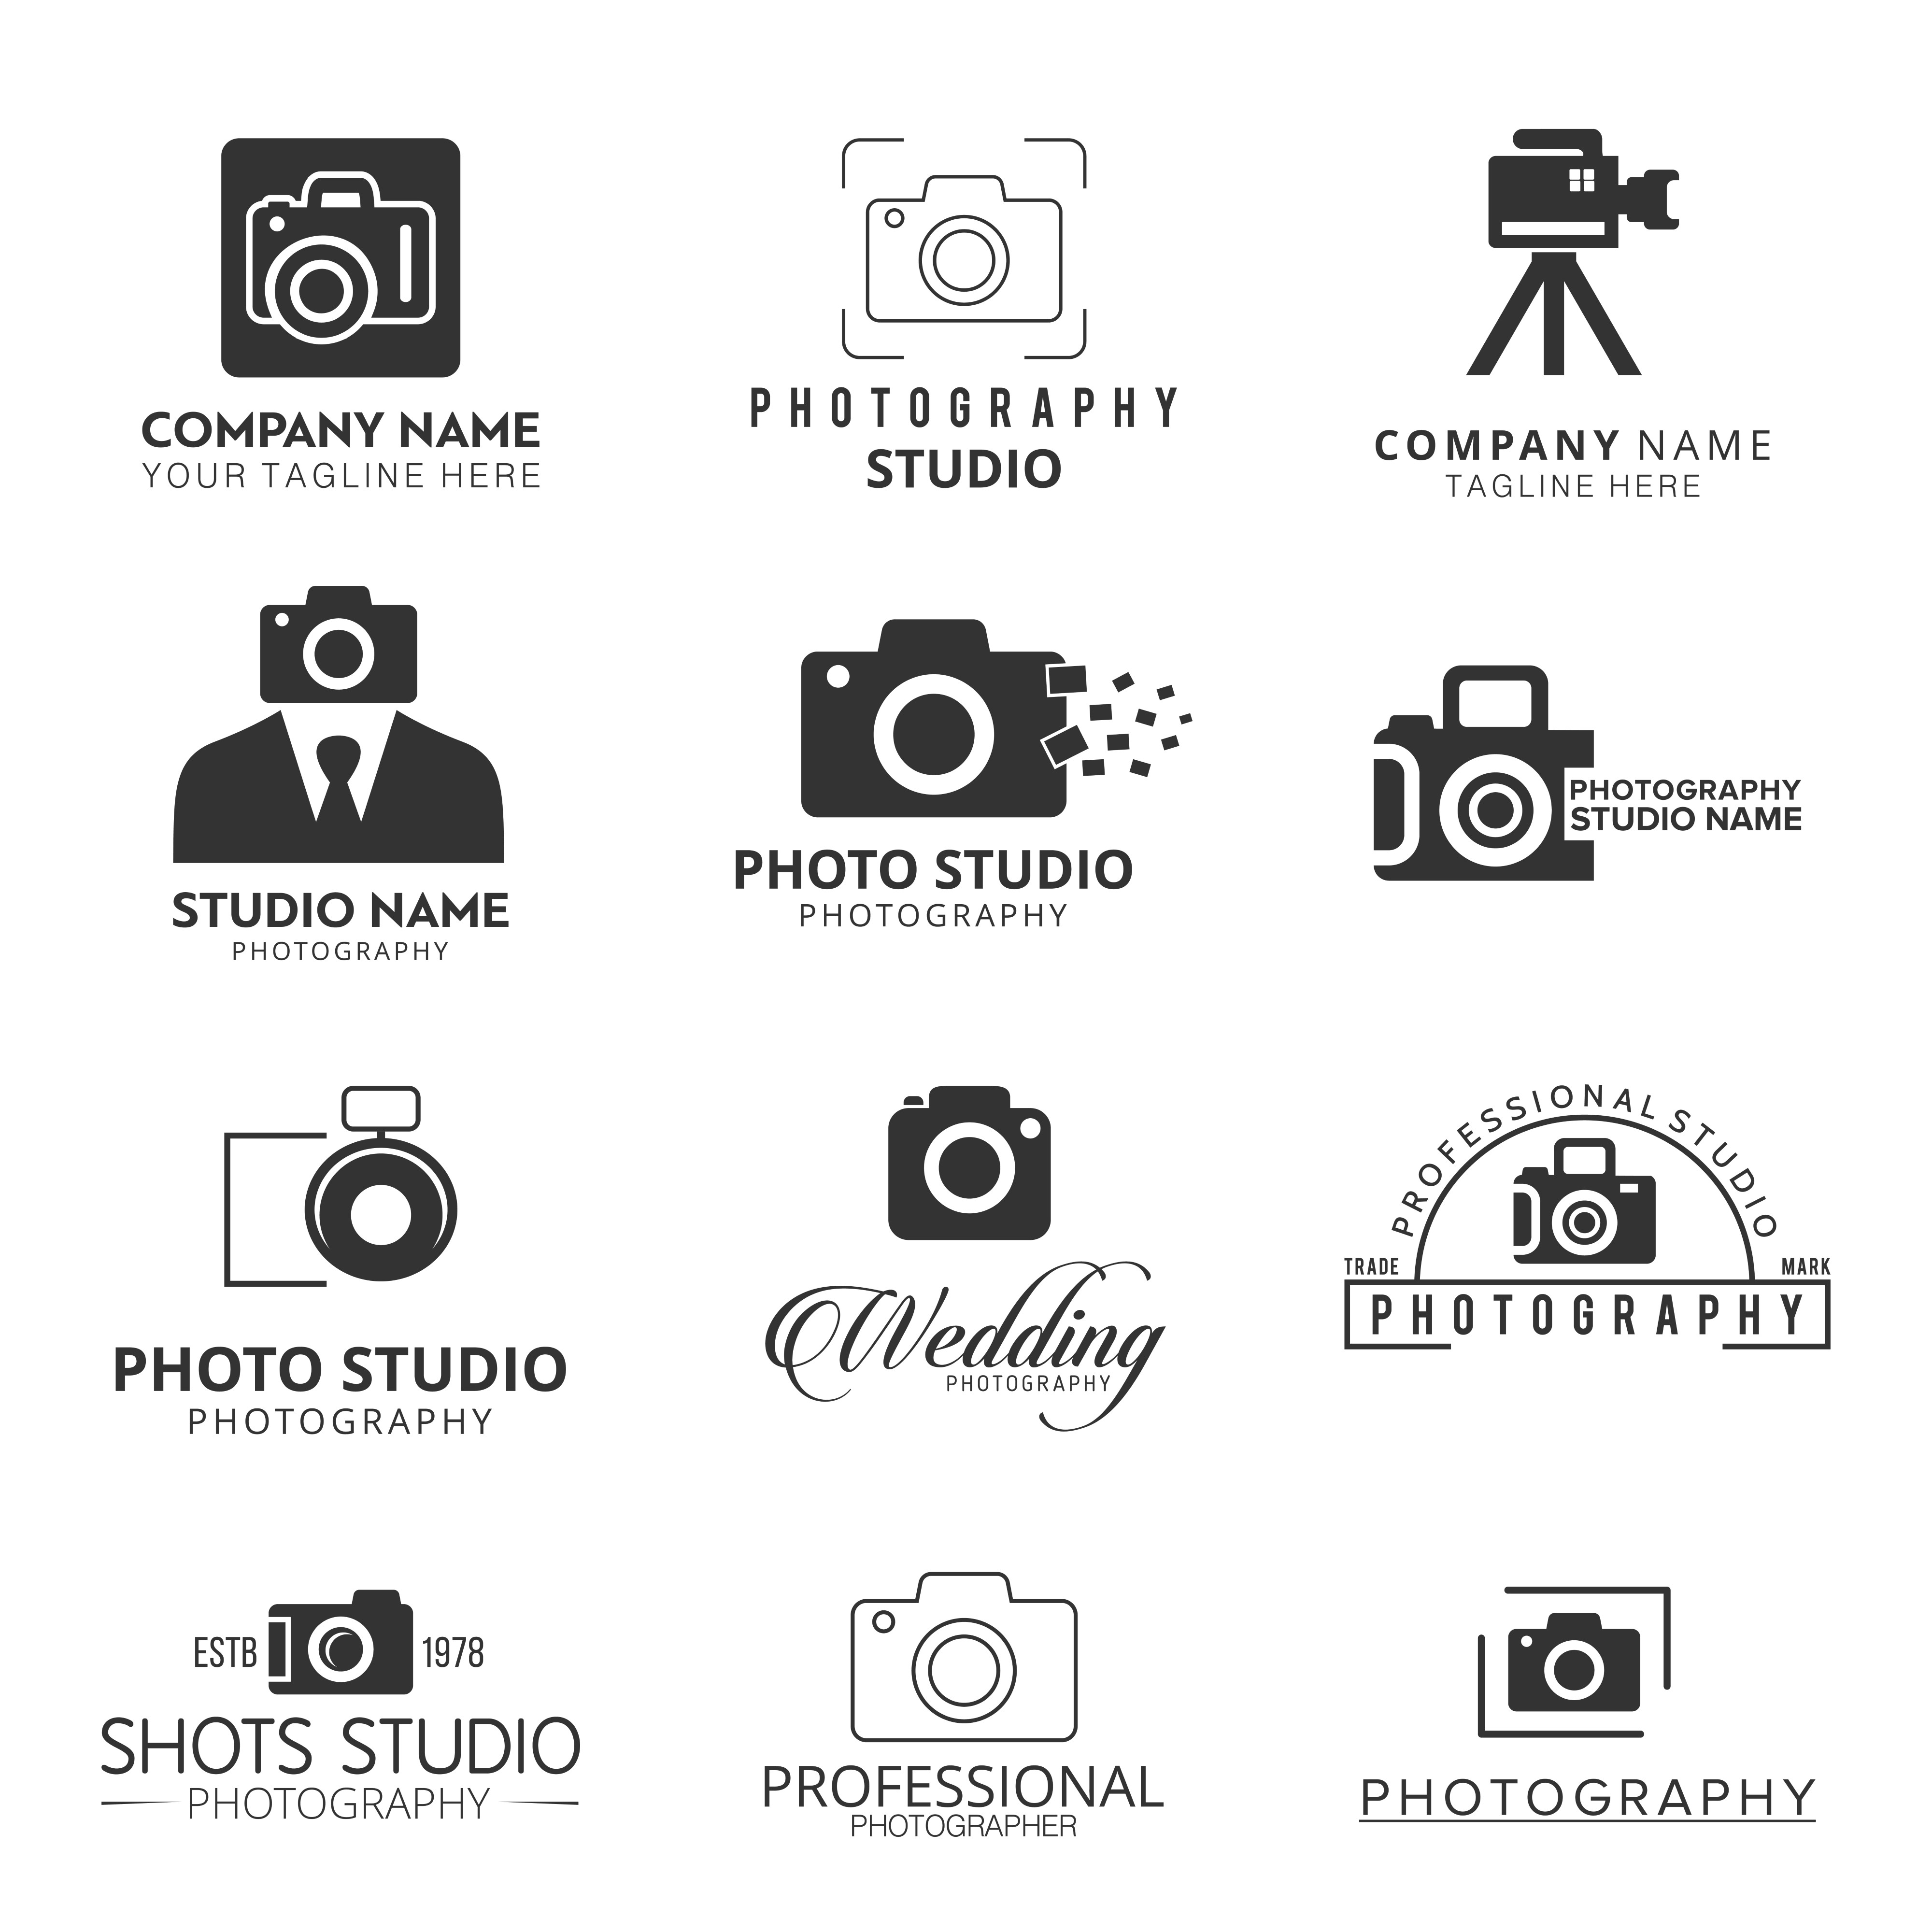 COMPANY NAME
YOUR TAGLINE HERE
PHOTOGRAPHY
STUDIO
COMPANY NAME
TAGLINE HERE
STUDIO NAME
PHOTOGRAPHY
PHOTO STUDIO
PHOTOGRAPHY
PHOTOGRAPHY
STUDIO NAME
PHOTO STUDIO
PHOTOGRAPHY
Wedding
PHOTOGRAPHY
PROFESSIONAL STUDIO
TRADE MARK
PHOTOGRAPHY
ESTB 1978
SHOTS STUDIO
PHOTOGRAPHY
PROFESSIONAL
PHOTOGRAPHER
PHOTOGRAPHY